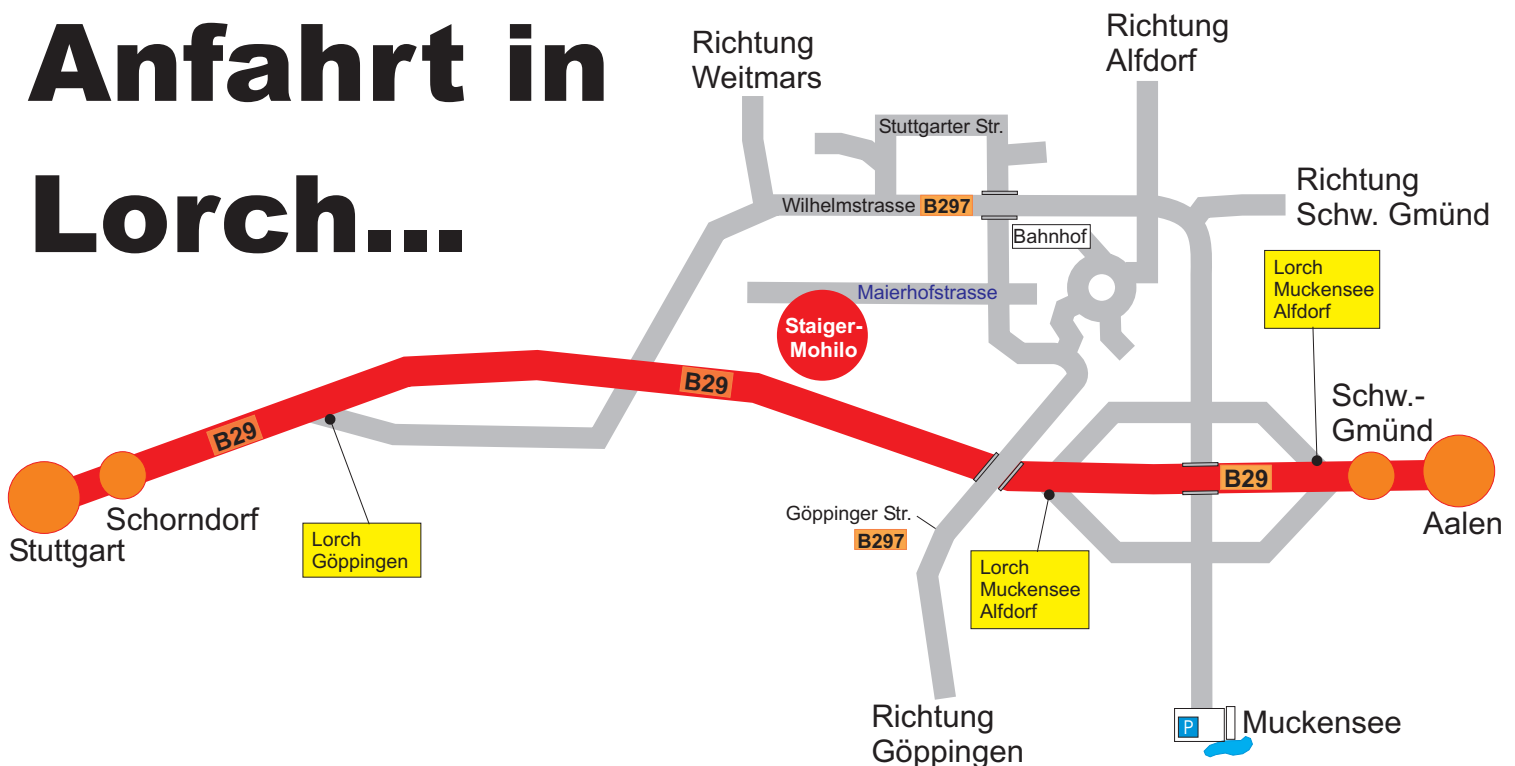 Anfahrt in
Lorch...
Richtung
Weitmars
Richtung
Alfdorf
Stuttgarter Str.
Richtung
Schw. Gmünd
Wilhelmstrasse B297
Bahnhof
Lorch
Muckensee
Alfdorf
Maierhofstrasse
Staiger-
Mohilo
B29
B29
Schw.-
Gmünd
B29
Schorndorf
Stuttgart
Lorch
Göppingen
Göppinger Str.
B297
Aalen
Lorch
Muckensee
Alfdorf
Richtung
Göppingen
P
Muckensee